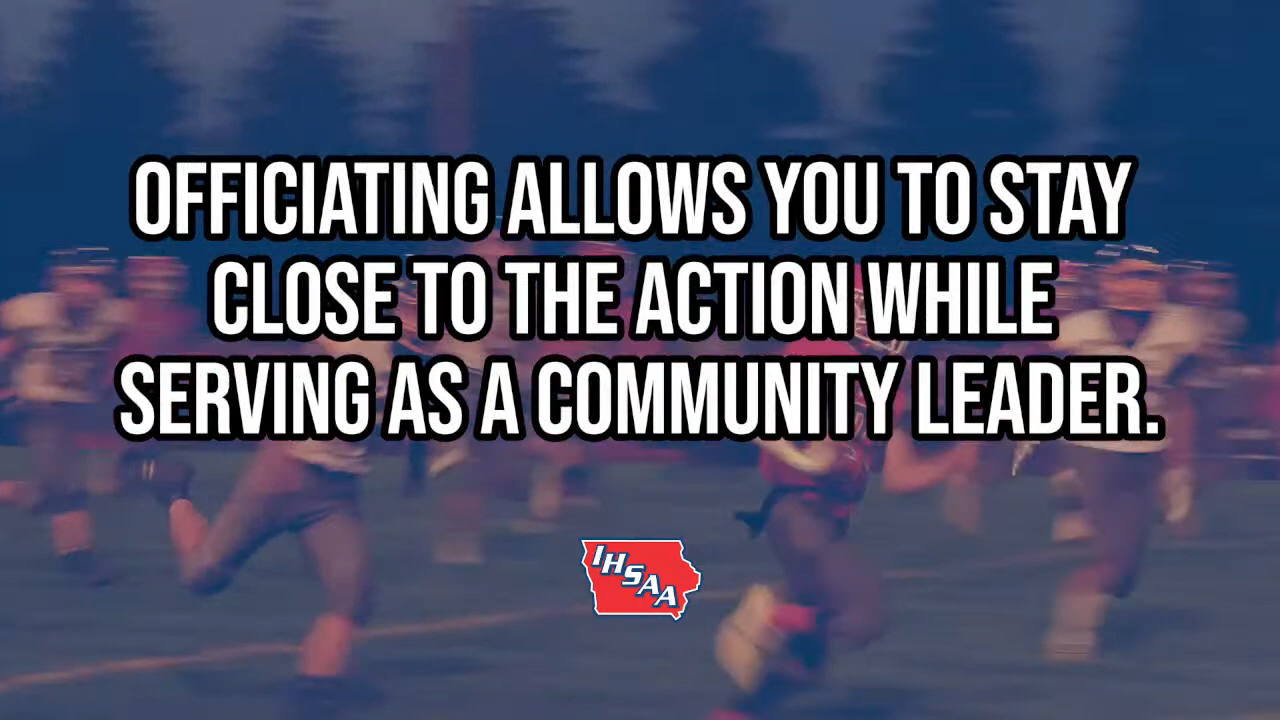 OFFICIATING ALLOWS YOU TO STAY
CLOSE TO THE ACTION WHILE
SERVING AS A COMMUNITY LEADER.
IHSAA